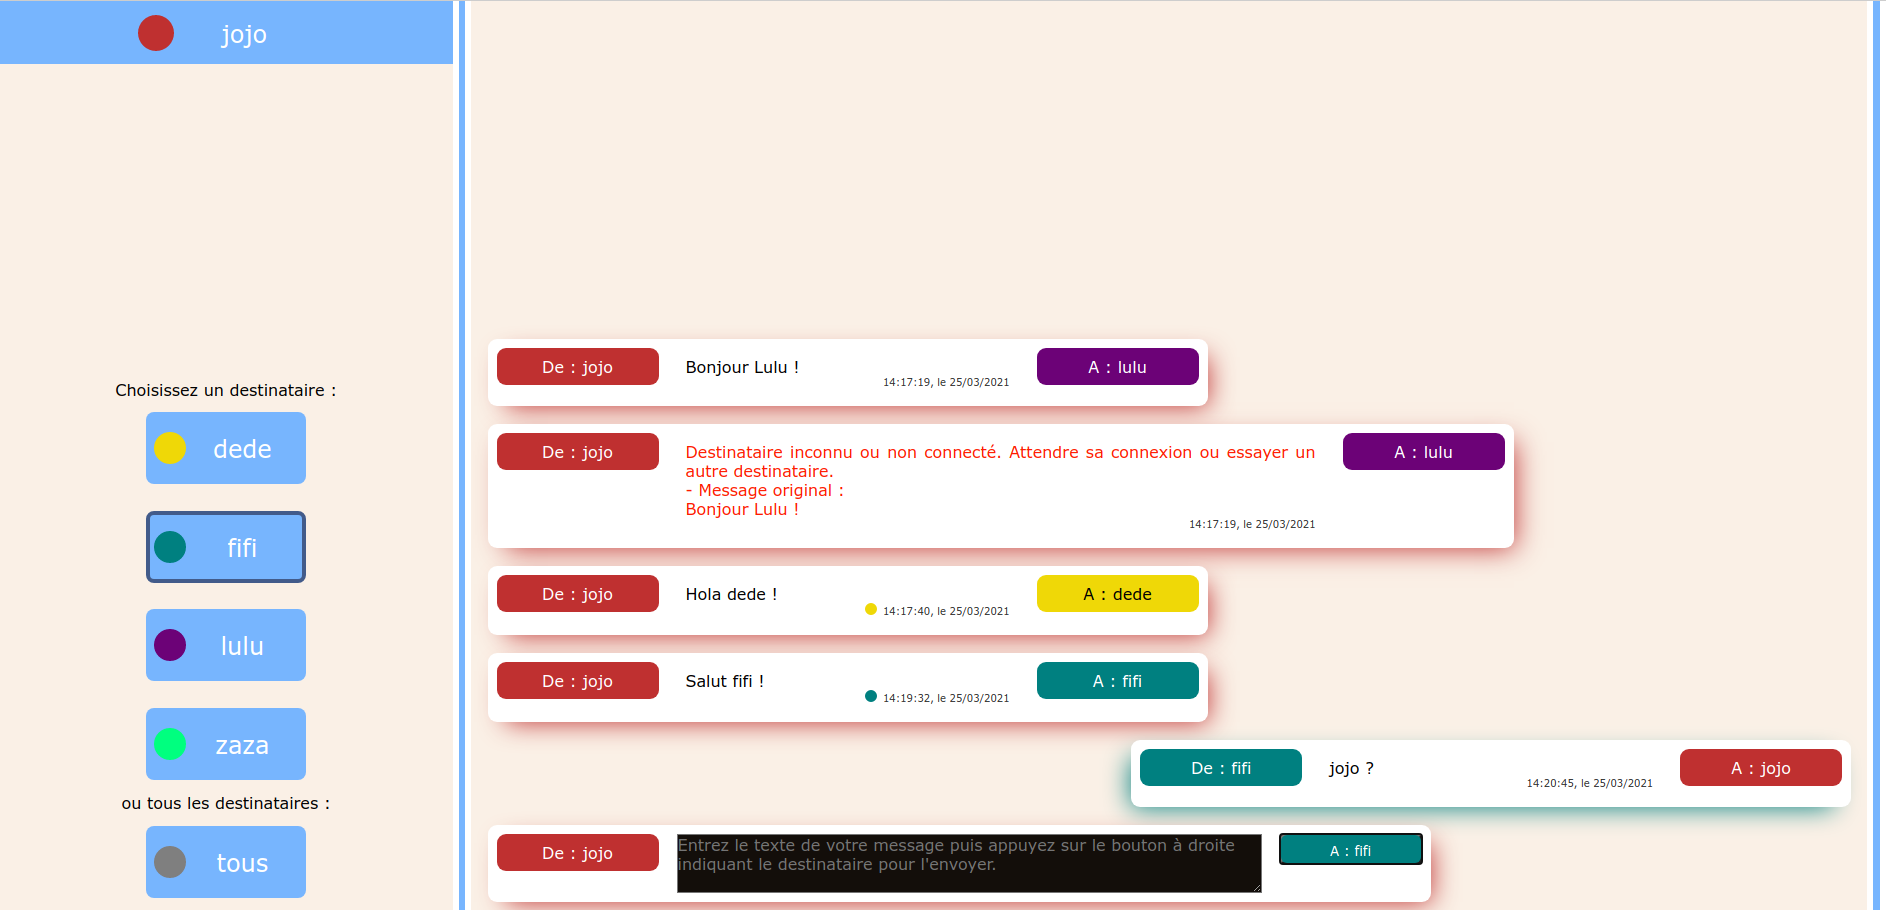 jojo
Choisissez un destinataire :
dede
fifi
lulu
zaza
ou tous les destinataires :
tous
De : jojo
Bonjour Lulu !
14:17:19, le 25/03/2021
A : lulu
De : jojo
Destinataire inconnu ou non connecté. Attendre sa connexion ou essayer un
autre destinataire.
- Message original :
Bonjour Lulu !
14:17:19, le 25/03/2021
A : lulu
De : jojo
Hola dede !
14:17:40, le 25/03/2021
A : dede
De : jojo
Salut fifi !
14:19:32, le 25/03/2021
A : fifi
De : fifi
jojo ?
14:20:45, le 25/03/2021
A : jojo
De : jojo
Entrez le texte de votre message puis appuyez sur le bouton à droite
indiquant le destinataire pour l'envoyer.
A : fifi